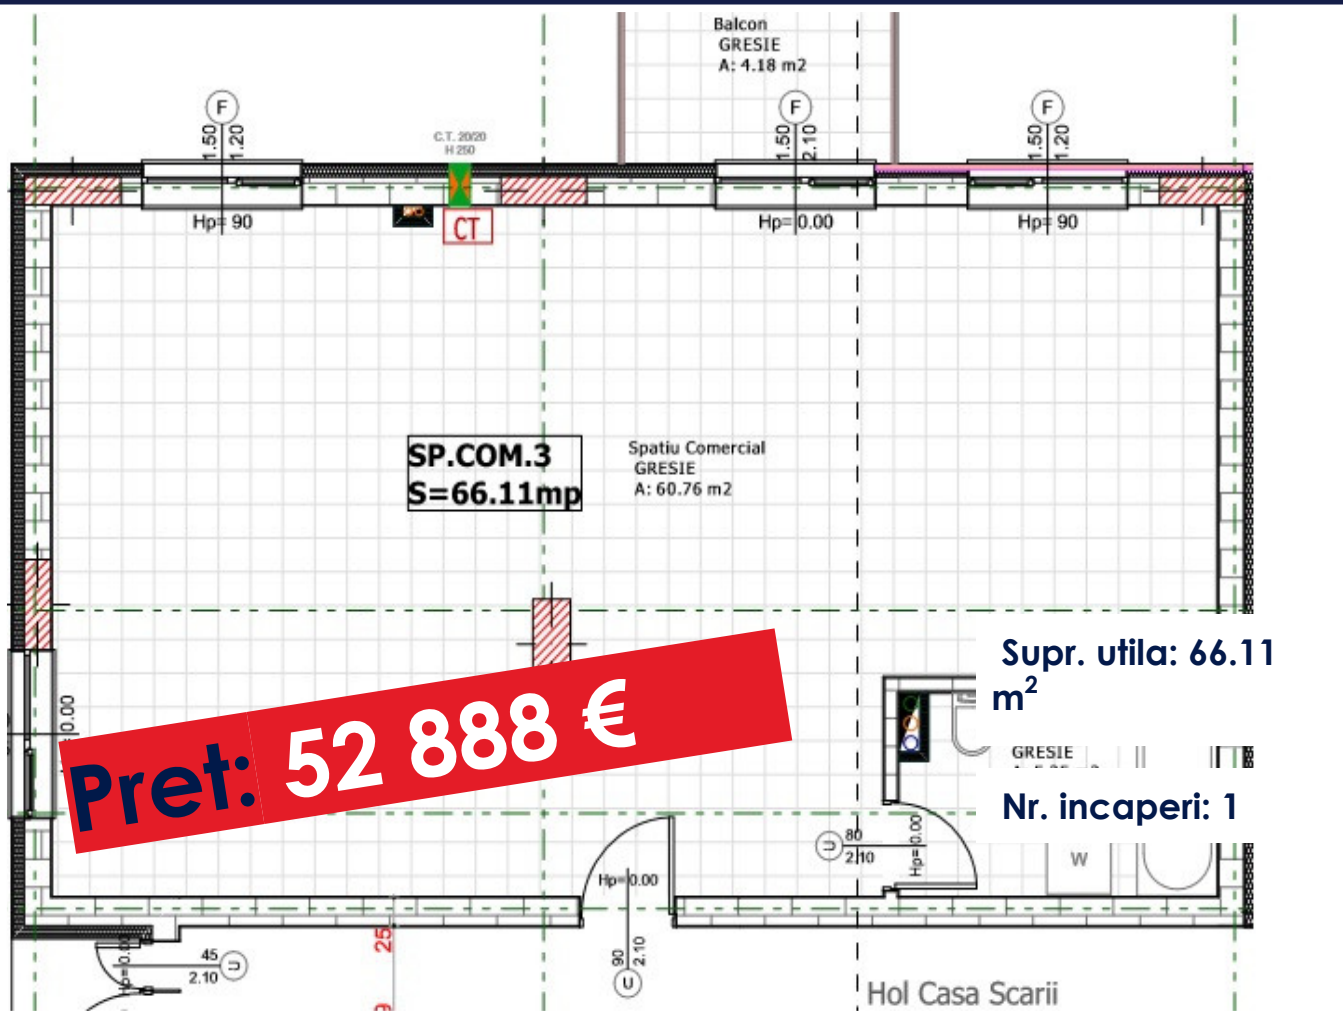 Balcon
GRESIE
A: 4.18 m2
F
1.50
1.20
C.T. 20/20
H 250
F
1.50
2.10
F
1.50
1.20
Hp= 90
CT
Hp=0.00
Hp= 90
SP.COM.3
S=66.11mp
Spatiu Comercial
GRESIE
A: 60.76 m2
Supr. utila: 66.11
m²
0.00
Pret: 52 888 €
GRESIE
Nr. incaperi: 1
U
80
2.10
Hp=0.00
W
Hp=0.00
45
2.10
U
Hp=0.00
25
90
2.10
U
Hol Casa Scarii